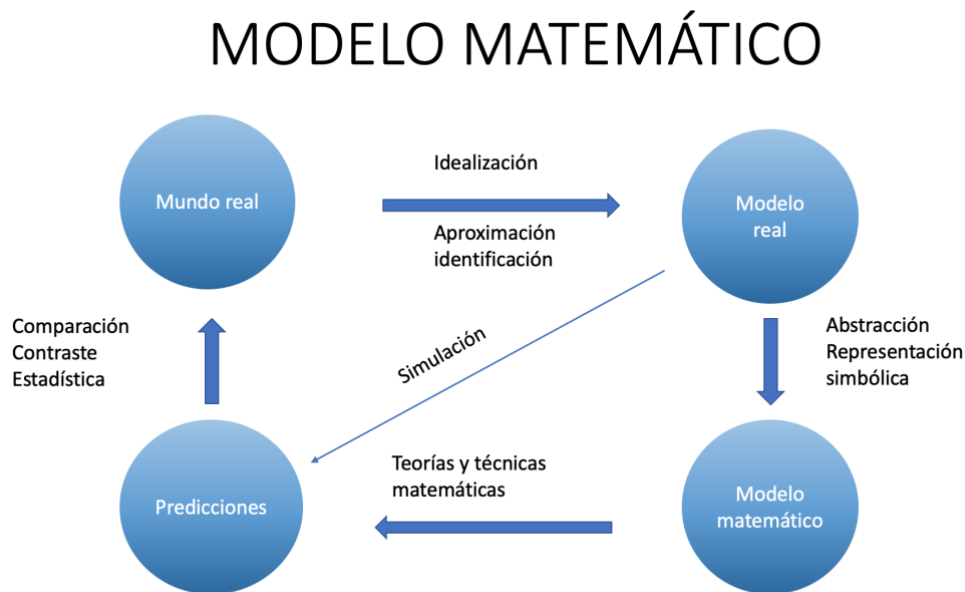 MODELO MATEMÁTICO
Mundo real
Idealización
Aproximación
identificación
Modelo
real
Comparación
Contraste
Estadística
Simulación
Abstracción
Representación
simbólica
Predicciones
Teorías y técnicas
matemáticas
Modelo
matemático